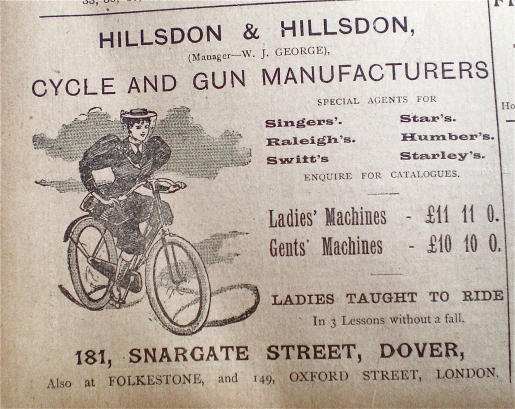 HILLSDON & HILLSDON,
(Manager—W. J. GEORGE),
CYCLE AND GUN MANUFACTURERS
SPECIAL AGENTS FOR
Singers'. Star's.
Raleigh's. Humber's.
Swift's Starley's.
ENQUIRE FOR CATALOGUES.
Ladies' Machines - £11 11 0.
Gents' Machines - £10 10 0.
LADIES TAUGHT TO RIDE
In 3 Lessons without a fall.
181, SNARGATE STREET, DOVER,
Also at FOLKESTONE, and 149, OXFORD STREET, LONDON.